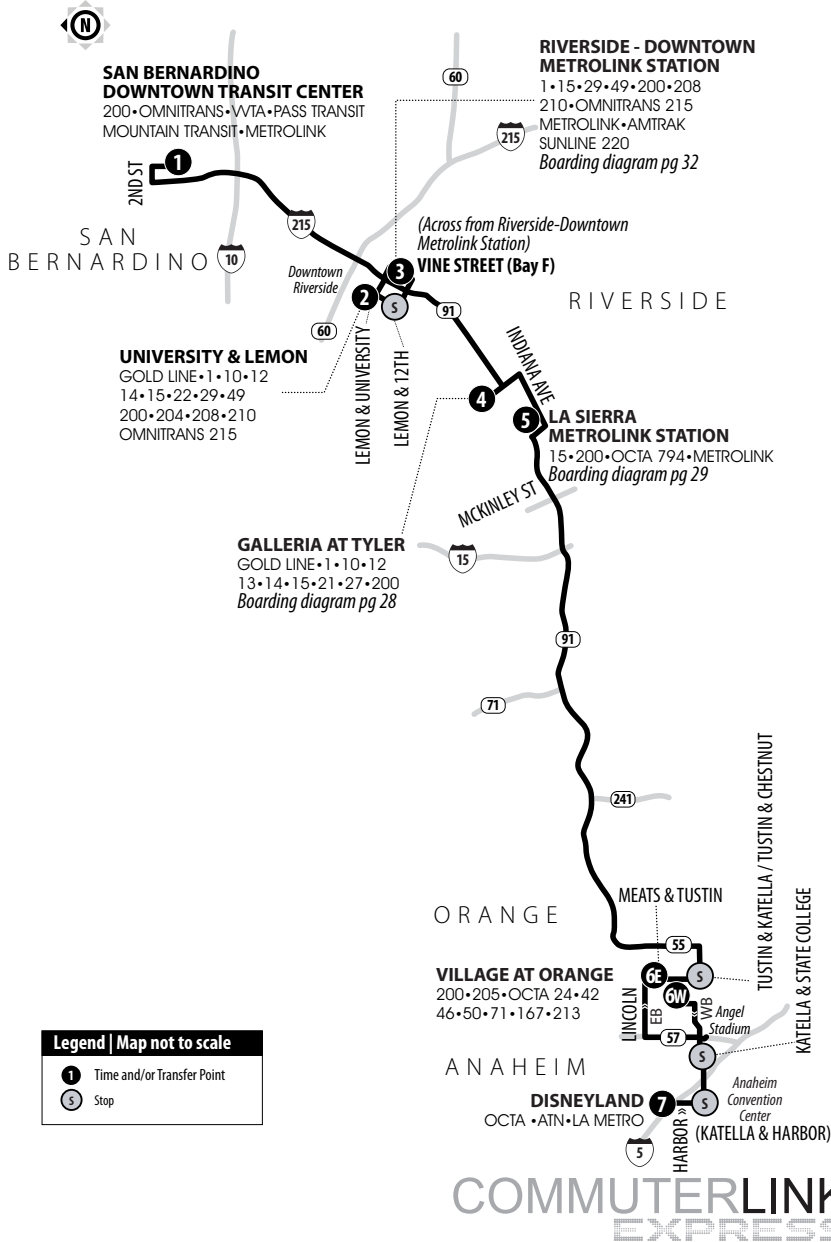 N
SAN BERNARDINO
DOWNTOWN TRANSIT CENTER
200•OMNITRANS•VVTA•PASS TRANSIT
MOUNTAIN TRANSIT•METROLINK
RIVERSIDE - DOWNTOWN
METROLINK STATION
1•15•29•49•200•208
210•OMNITRANS 215
METROLINK•AMTRAK
SUNLINE 220
Boarding diagram pg 32
60
215
2ND ST
1
215
SAN
BERNARDINO
10
(Across from Riverside-Downtown
Metrolink Station)
VINE STREET (Bay F)
3
Downtown
Riverside
2
S
60
91
RIVERSIDE
UNIVERSITY & LEMON
GOLD LINE•1•10•12
14•15•22•29•49
200•204•208•210
OMNITRANS 215
LEMON & UNIVERSITY
LEMON & 12TH
INDIANA AVE
4
5
LA SIERRA
METROLINK STATION
15•200•OCTA 794•METROLINK
Boarding diagram pg 29
MCKINLEY ST
GALLERIA AT TYLER
GOLD LINE•1•10•12
13•14•15•21•27•200
Boarding diagram pg 28
15
91
71
241
TUSTIN & KATELLA / TUSTIN & CHESTNUT
KATELLA & STATE COLLEGE
MEATS & TUSTIN
ORANGE
55
VILLAGE AT ORANGE
200•205•OCTA 24•42
46•50•71•167•213
6E
S
6W
LINCOLN
EB
WB
Angel
Stadium
57
S
ANAHEIM
DISNEYLAND
OCTA •ATN•LA METRO
7
S
Anaheim
Convention
Center
(KATELLA & HARBOR)
HARBOR »
5
Legend | Map not to scale
1 Time and/or Transfer Point
S Stop
COMMUTERLINK
EXPRESS